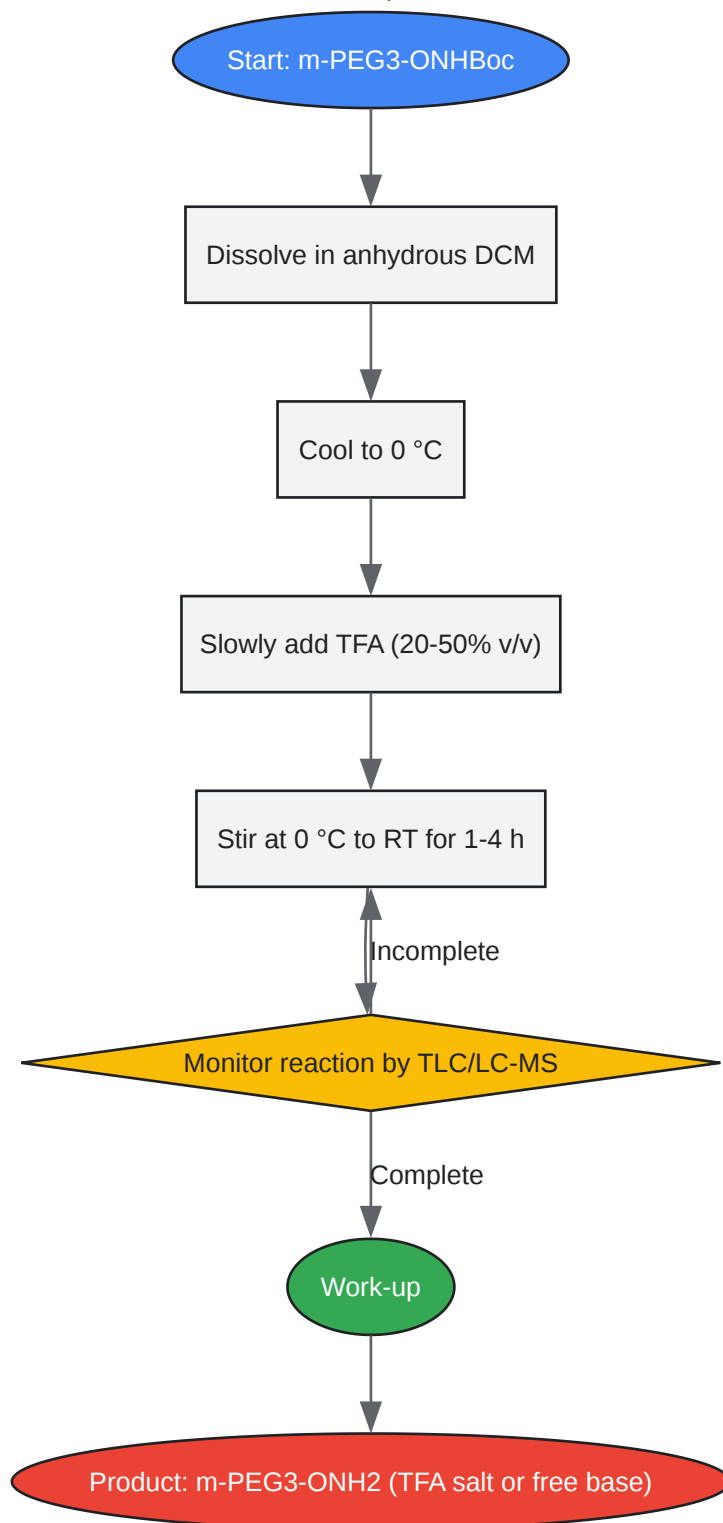 Start: m-PEG3-ONHBoc
Dissolve in anhydrous DCM
Cool to 0 °C
Slowly add TFA (20-50% v/v)
Stir at 0 °C to RT for 1-4 h
Incomplete
Monitor reaction by TLC/LC-MS
Complete
Work-up
Product: m-PEG3-ONH2 (TFA salt or free base)